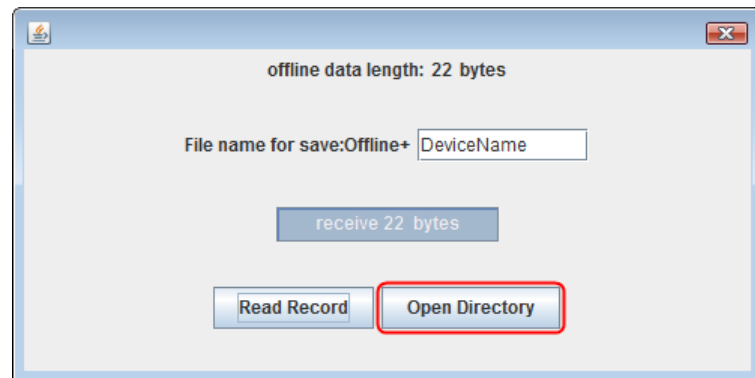 offline data length: 22 bytes
File name for save:Offline+ DeviceName
receive 22 bytes
Read Record Open Directory